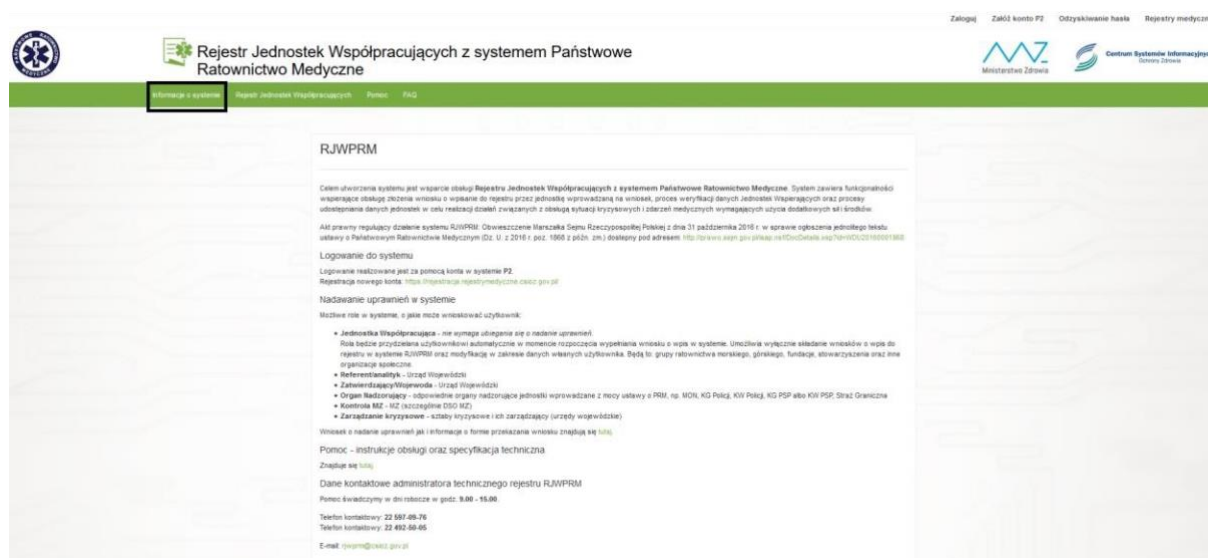 Zaloguj Załóż konto P2 Odzyskiwanie hasła Rejestry medyczn
Rejestr Jednostek Współpracujących z systemem Państwowe
Ratownictwo Medyczne
Ministerstwo Zdrowia
Centrum Systemów Informacyjny
Ochrony Zdrowia
Informacje o systemie Rejestr Jednostek Współpracujących Pomoc FAQ
RJWPRM
Celem utworzenia systemu jest wsparcie obsługi Rejestru Jednostek Współpracujących z systemem Państwowe Ratownictwo Medyczne. System zawiera funkcjonalności
wspierające obsługę złożenia wniosku o wpisanie do rejestru przez jednostkę wprowadzaną na wniosek, proces weryfikacji danych Jednostek Wspierających oraz procesy
udostępniania danych jednostek w celu realizacji działań związanych z obsługą sytuacji kryzysowych i zdarzeń medycznych wymagających użycia dodatkowych sił i środków.
Akt prawny regulujący działanie systemu RJWPRM: Obwieszczenie Marszałka Sejmu Rzeczypospolitej Polskiej z dnia 31 października 2016 r. w sprawie ogłoszenia jednolitego tekstu
ustawy o Państwowym Ratownictwie Medycznym (Dz. U. z 2016 r. poz. 1868 z późn. zm.) dostępny pod adresem:
Logowanie do systemu
Logowanie realizowane jest za pomocą konta w systemie P2.
Rejestracja nowego konta: https://rejestracja.rejestrymedyczne.csioz.gov.pl/
Nadawanie uprawnień w systemie
Możliwe role w systemie, o jakie może wnioskować użytkownik:
Jednostka Współpracująca - nie wymaga ubiegania się o nadanie uprawnień.
Rola będzie przydzielana użytkownikowi automatycznie w momencie rozpoczęcia wypełniania wniosku o wpis w systemie. Umożliwia wyłącznie składanie wniosków o wpis do
rejestru w systemie RJWPRM oraz modyfikację w zakresie danych własnych użytkownika. Będą to: grupy ratownictwa morskiego, górskiego, fundacje, stowarzyszenia oraz inne
organizacje społeczne.
Referent/analityk - Urząd Wojewódzki
Zatwierdzający/Wojewoda - Urząd Wojewódzki
Organ Nadzorujący - odpowiednie organy nadzorujące jednostki wprowadzane z mocy ustawy o PRM, np. MON, KG Policji, KW Policji, KG PSP albo KW PSP, Straż Graniczna
Kontrola MZ - MZ (szczególnie DSO MZ)
Zarządzanie kryzysowe - sztaby kryzysowe i ich zarządzający (urzędy wojewódzkie)
Wniosek o nadanie uprawnień jak i informacje o formie przekazania wniosku znajdują się tutaj.
Pomoc - instrukcje obsługi oraz specyfikacja techniczna
Znajduje się tutaj
Dane kontaktowe administratora technicznego rejestru RJWPRM
Pomoc świadczymy w dni robocze w godz. 9.00 - 15.00.
Telefon kontaktowy: 22 597-09-76
Telefon kontaktowy: 22 492-50-05
E-mail: rjwprm@csioz.gov.pl